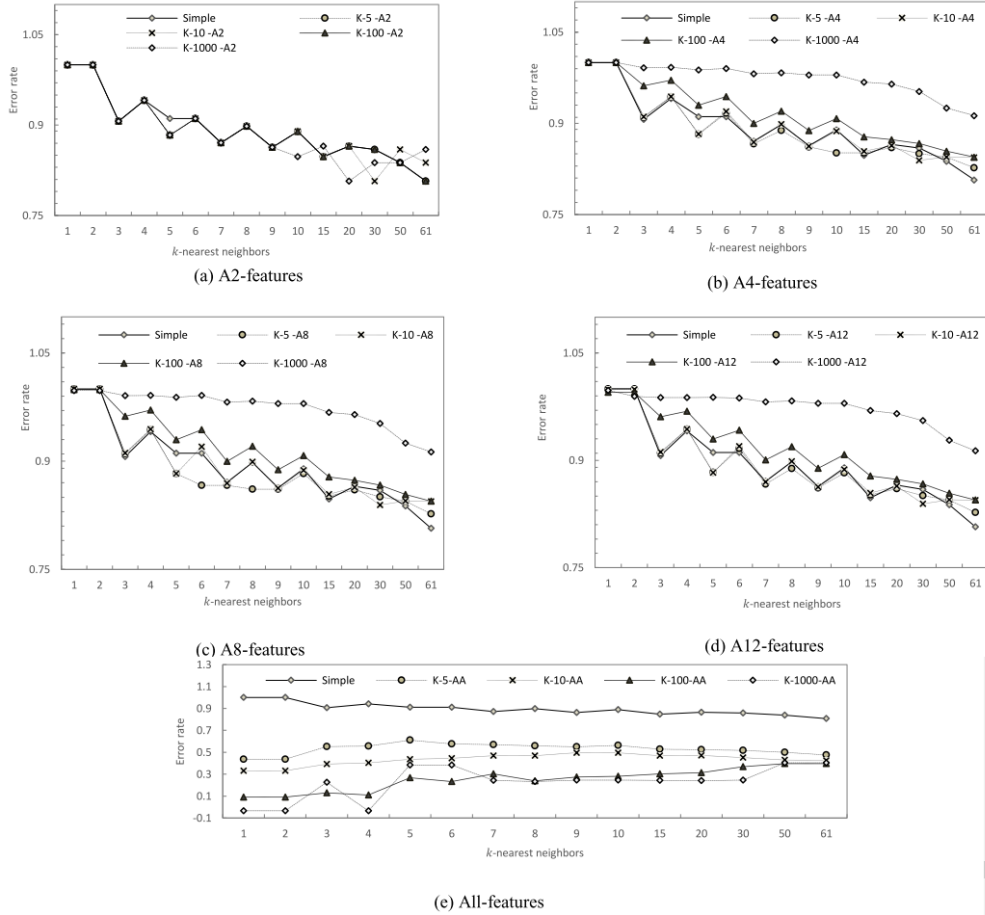 Simple K-5 -A2
K-10 -A2 K-100 -A2
K-1000 -A2
1.05
0.9
0.75
Error rate
1 2 3 4 5 6 7 8 9 10 15 20 30 50 61
k-nearest neighbors
(a) A2-features
Simple K-5 -A4 K-10 -A4
K-100 -A4 K-1000 -A4
1.05
0.9
0.75
Error rate
1 2 3 4 5 6 7 8 9 10 15 20 30 50 61
k-nearest neighbors
(b) A4-features
Simple K-5 -A8 K-10 -A8
K-100 -A8 K-1000 -A8
1.05
0.9
0.75
Error rate
1 2 3 4 5 6 7 8 9 10 15 20 30 50 61
k-nearest neighbors
(c) A8-features
Simple K-5 -A12 K-10 -A12
K-100 -A12 K-1000 -A12
1.05
0.9
0.75
Error rate
1 2 3 4 5 6 7 8 9 10 15 20 30 50 61
k-nearest neighbors
(d) A12-features
Simple K-5-AA K-10-AA K-100-AA K-1000-AA
1.3
1.1
0.9
0.7
0.5
0.3
0.1
-0.1
Error rate
1 2 3 4 5 6 7 8 9 10 15 20 30 50 61
k-nearest neighbors
(e) All-features